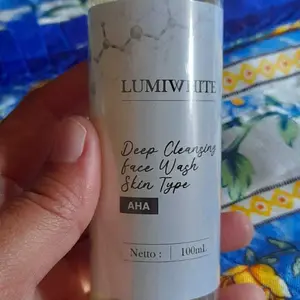 LUMIWHITE
Deep Cleansing
face Wash
Skin Type
AHA
Netto : 100mL